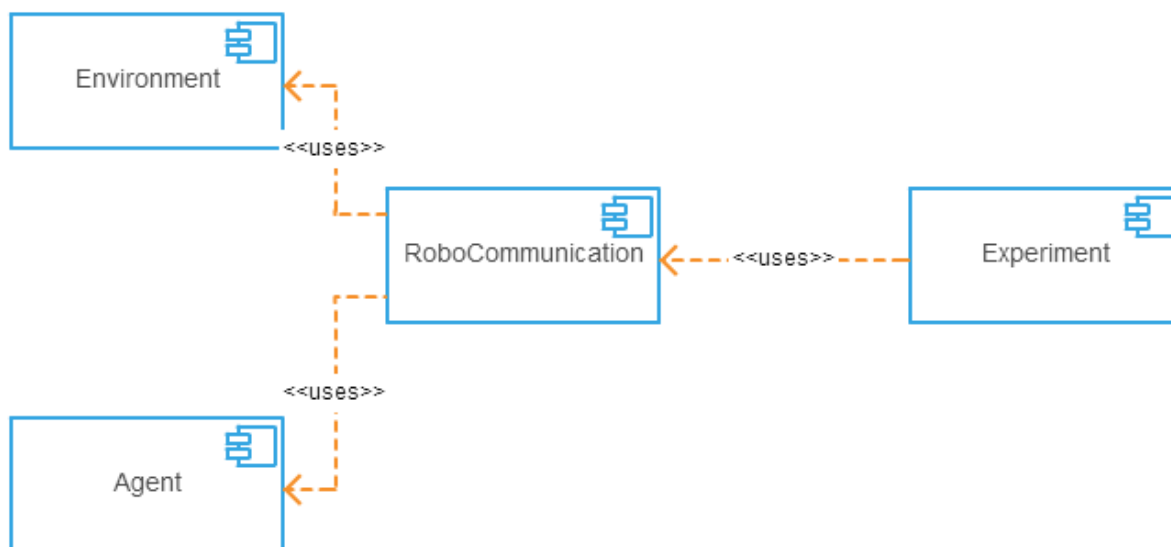 Environment
<<uses>>
RoboCommunication
<<uses>>
Experiment
<<uses>>
Agent